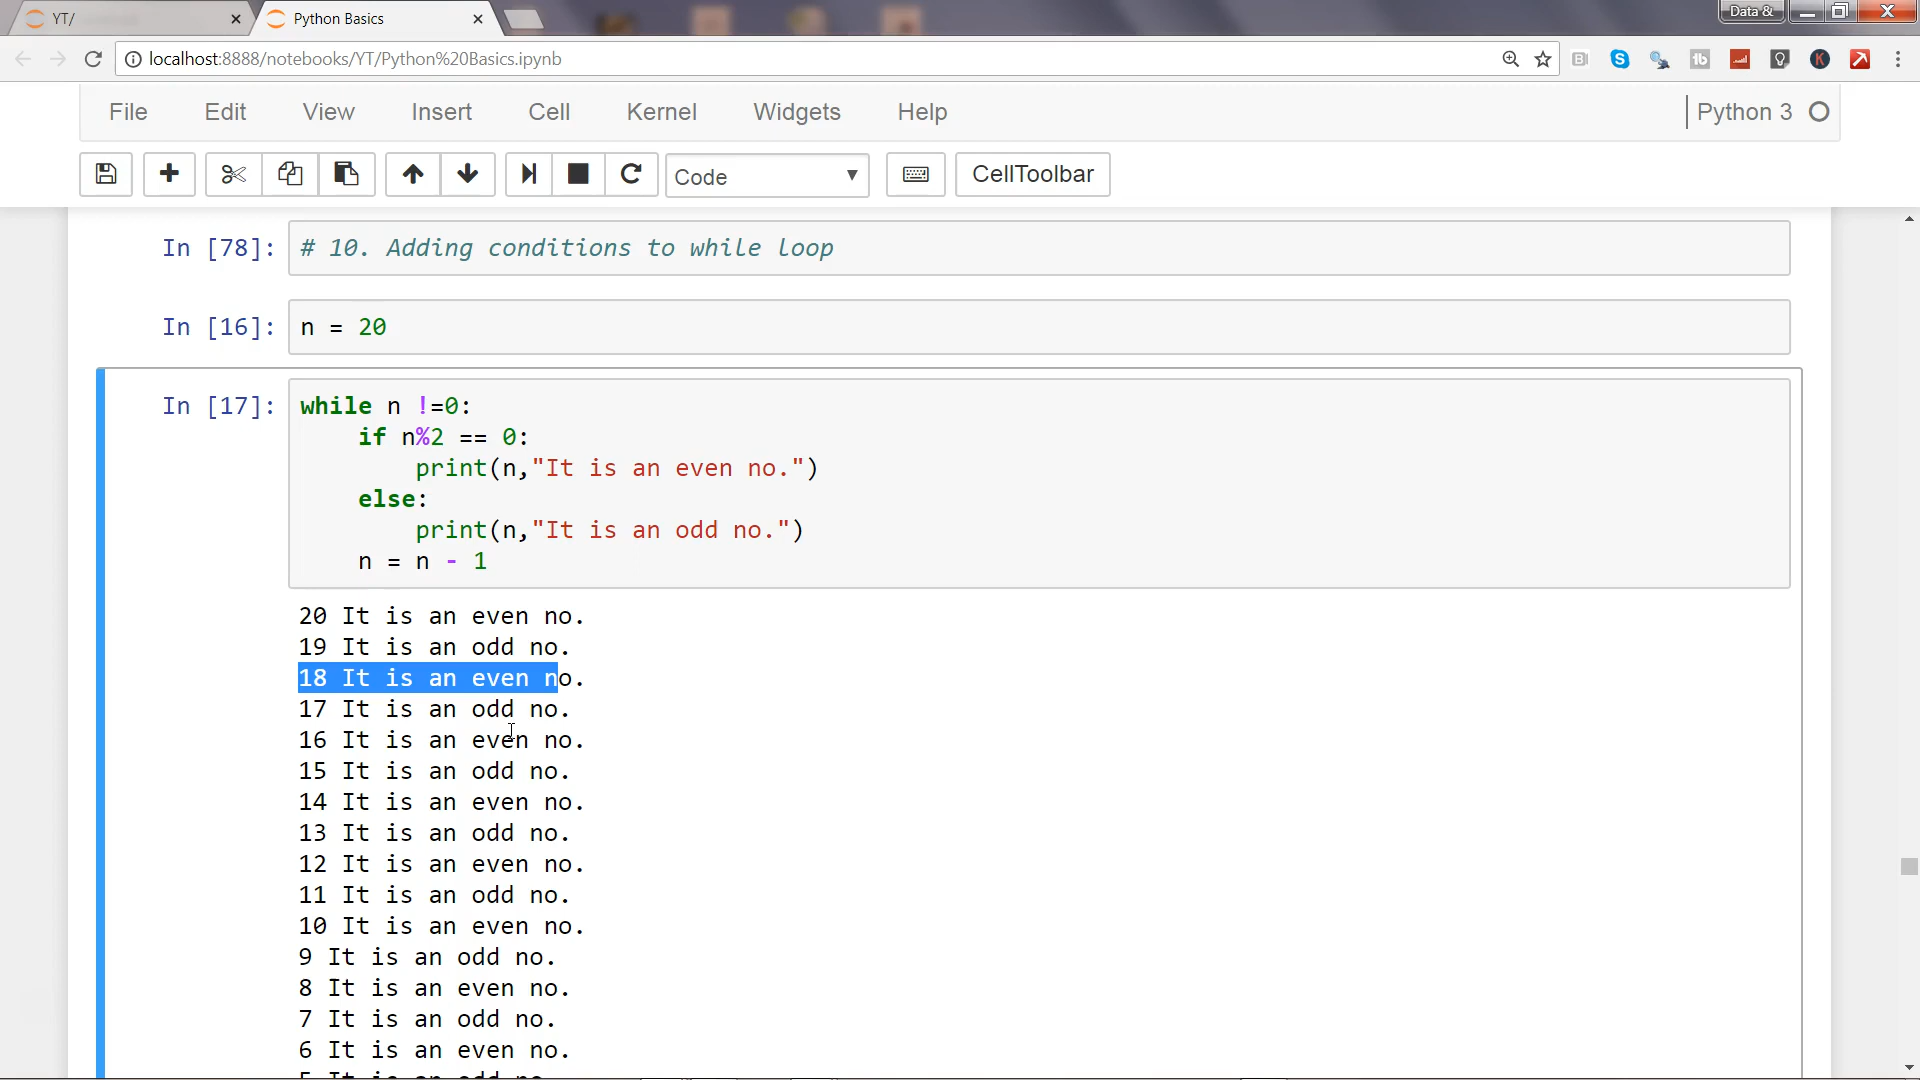 YT/
Python Basics
Data &
localhost:8888/notebooks/YT/Python%20Basics.ipynb
File Edit View Insert Cell Kernel Widgets Help
Python 3
Code
CellToolbar
In [78]: # 10. Adding conditions to while loop
In [16]: n = 20
In [17]: while n !=0:
if n%2 == 0:
print(n,"It is an even no.")
else:
print(n,"It is an odd no.")
n = n - 1
20 It is an even no.
19 It is an odd no.
18 It is an even no.
17 It is an odd no.
16 It is an even no.
15 It is an odd no.
14 It is an even no.
13 It is an odd no.
12 It is an even no.
11 It is an odd no.
10 It is an even no.
9 It is an odd no.
8 It is an even no.
7 It is an odd no.
6 It is an even no.